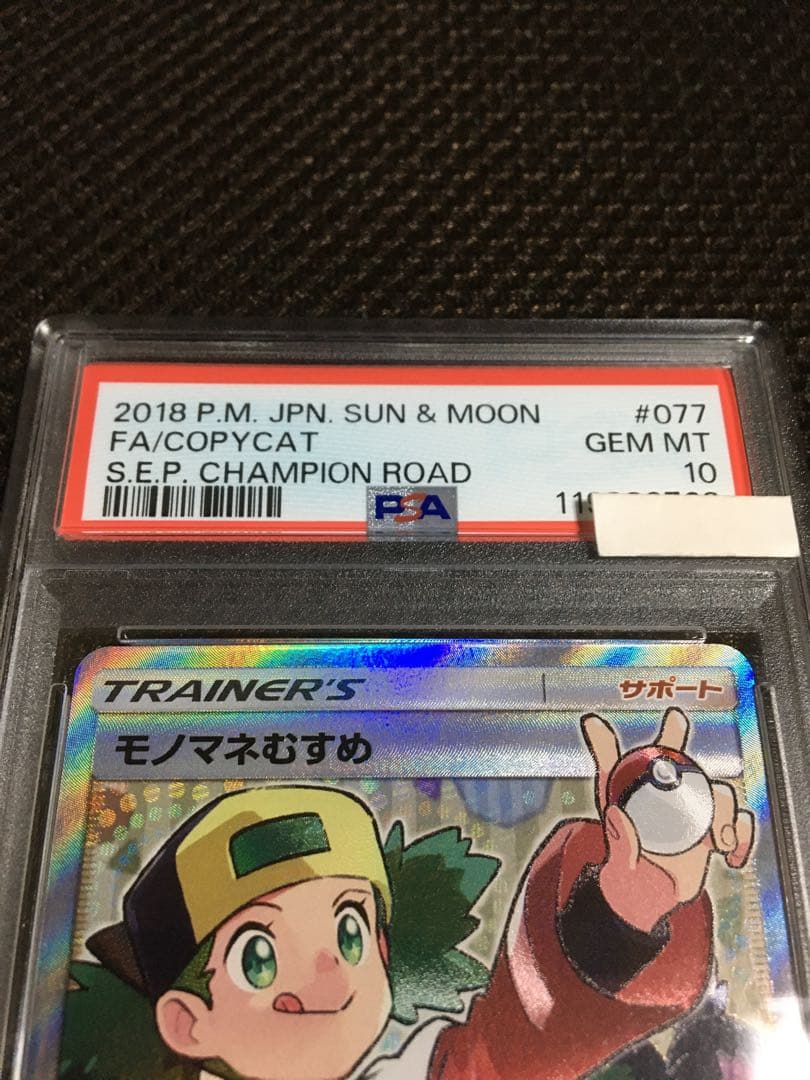 2018 P.M. JPN. SUN & MOON #077
FA/COPYCAT GEM MT
S.E.P. CHAMPION ROAD 10
PSA
TRAINER'S サポート
モノマネむすめ